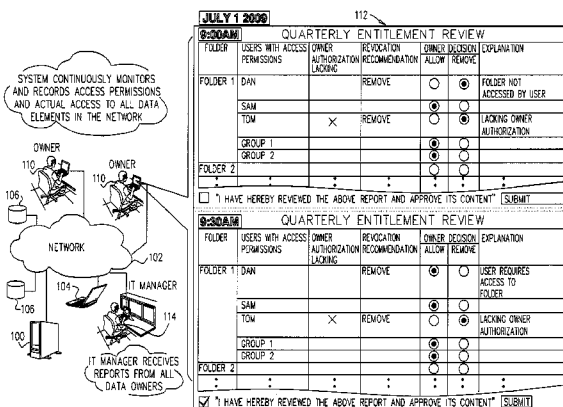 JULY 1 2009
112
9:00AM QUARTERLY ENTITLEMENT REVIEW
FOLDER USERS WITH ACCESS PERMISSIONS OWNER AUTHORIZATION LACKING REVOCATION RECOMMENDATION OWNER DECISION ALLOW REMOVE EXPLANATION
FOLDER 1 DAN REMOVE FOLDER NOT ACCESSED BY USER
SAM
TOM X REMOVE LACKING OWNER AUTHORIZATION
GROUP 1
GROUP 2
FOLDER 2
"I HAVE HEREBY REVIEWED THE ABOVE REPORT AND APPROVE ITS CONTENT" SUBMIT
9:30AM QUARTERLY ENTITLEMENT REVIEW
FOLDER USERS WITH ACCESS PERMISSIONS OWNER AUTHORIZATION LACKING REVOCATION RECOMMENDATION OWNER DECISION ALLOW REMOVE EXPLANATION
FOLDER 1 DAN REMOVE USER REQUIRES ACCESS TO FOLDER
SAM
TOM X REMOVE LACKING OWNER AUTHORIZATION
GROUP 1
GROUP 2
FOLDER 2
"I HAVE HEREBY REVIEWED THE ABOVE REPORT AND APPROVE ITS CONTENT" SUBMIT
SYSTEM CONTINUOUSLY MONITORS
AND RECORDS ACCESS PERMISSIONS
AND ACTUAL ACCESS TO ALL DATA
ELEMENTS IN THE NETWORK
OWNER
110
OWNER
110
106
NETWORK
102
104
IT MANAGER
106
114
100
IT MANAGER RECEIVES
REPORTS FROM ALL
DATA OWNERS